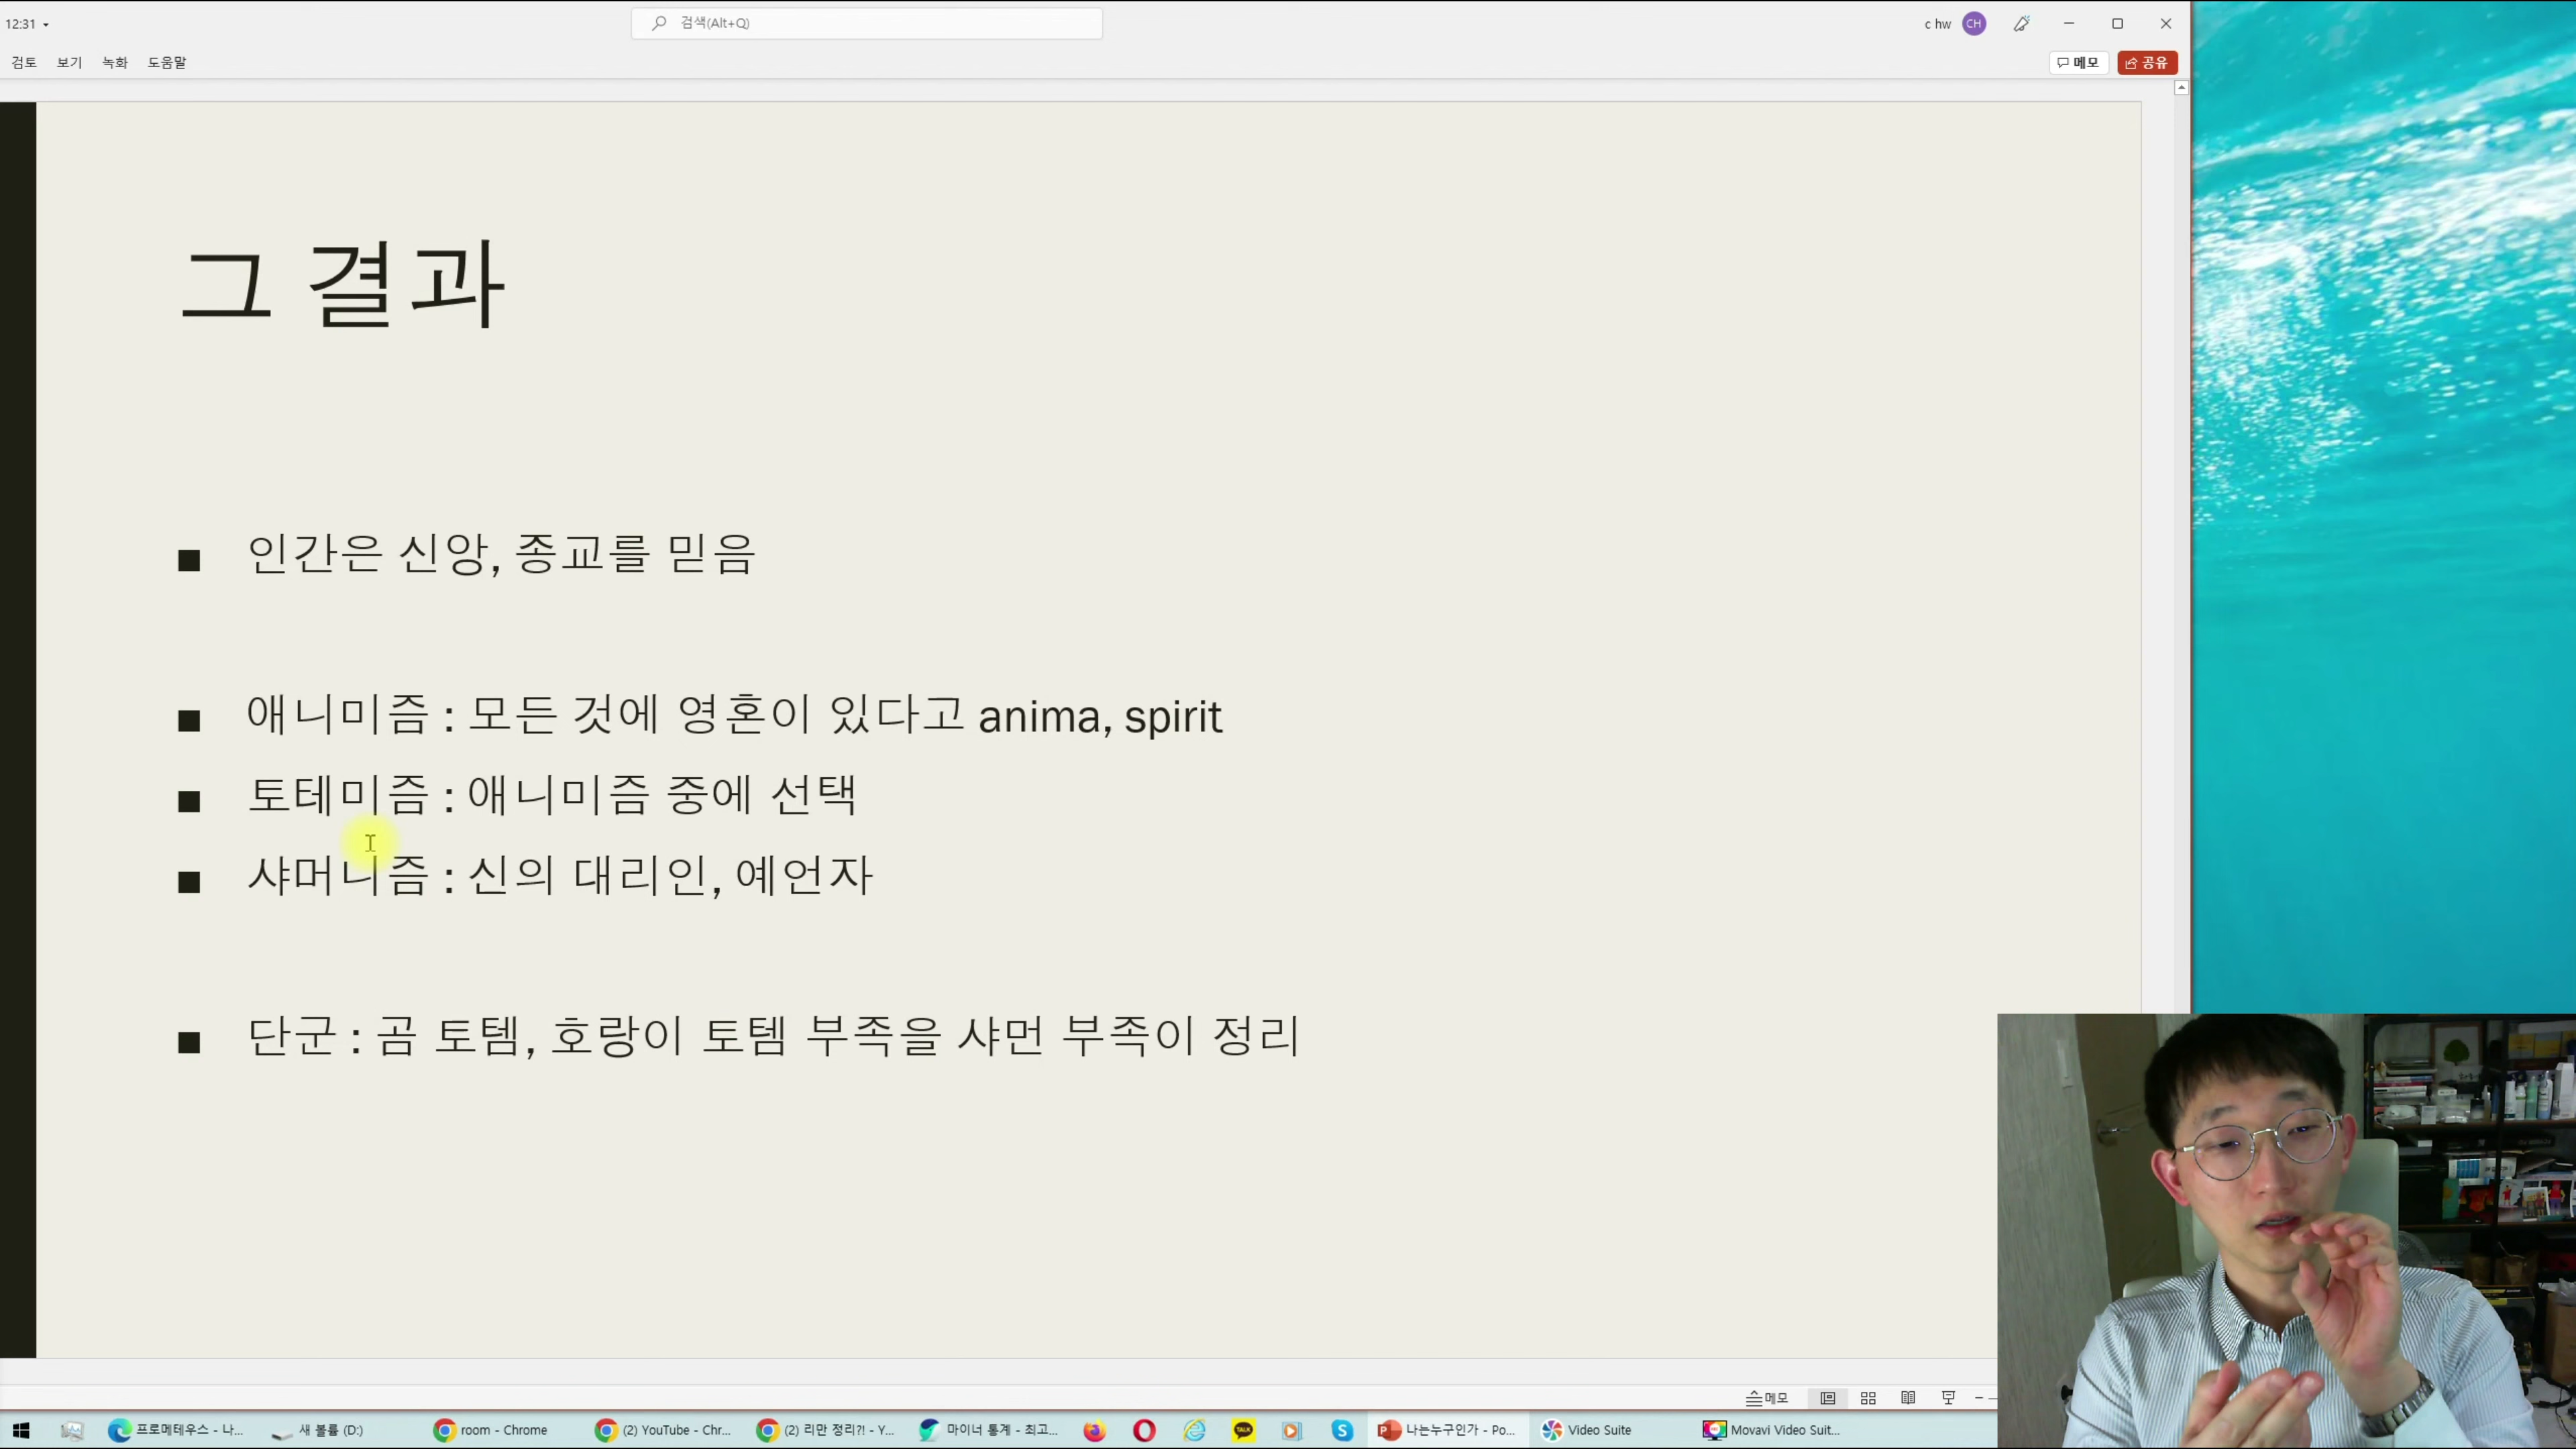 12:31
검색(Alt+Q)
c hw
CH
검토 보기 녹화 도움말
메모
공유
그 결과
인간은 신앙, 종교를 믿음
애니미즘 : 모든 것에 영혼이 있다고 anima, spirit
토테미즘 : 애니미즘 중에 선택
샤머니즘 : 신의 대리인, 예언자
단군 : 곰 토템, 호랑이 토템 부족을 샤먼 부족이 정리
메모
프로메테우스 - 나...
새 볼륨 (D:)
room - Chrome
(2) YouTube - Chr...
(2) 리만 정리?! - Y...
마이너 통계 - 최고...
TALK
나는누구인가 - Po...
Video Suite
Movavi Video Suit...